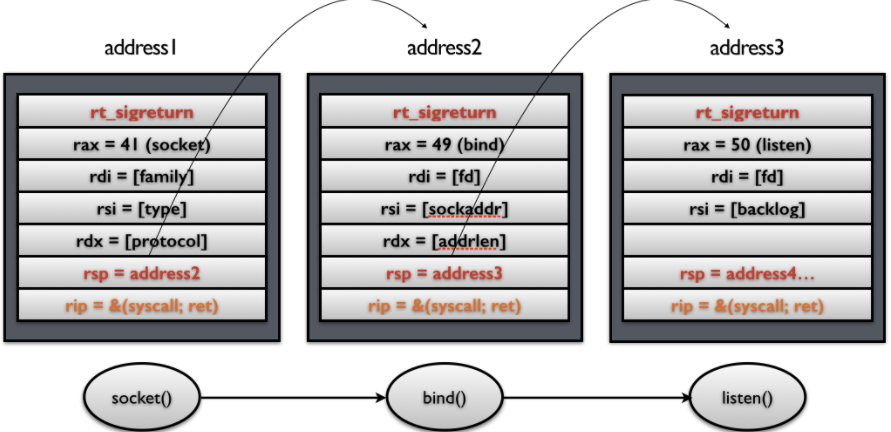 address1
rt_sigreturn
rax = 41 (socket)
rdi = [family]
rsi = [type]
rdx = [protocol]
rsp = address2
rip = &(syscall; ret)
socket()
address2
rt_sigreturn
rax = 49 (bind)
rdi = [fd]
rsi = [sockaddr]
rdx = [addrlen]
rsp = address3
rip = &(syscall; ret)
bind()
address3
rt_sigreturn
rax = 50 (listen)
rdi = [fd]
rsi = [backlog]
rsp = address4...
rip = &(syscall; ret)
listen()